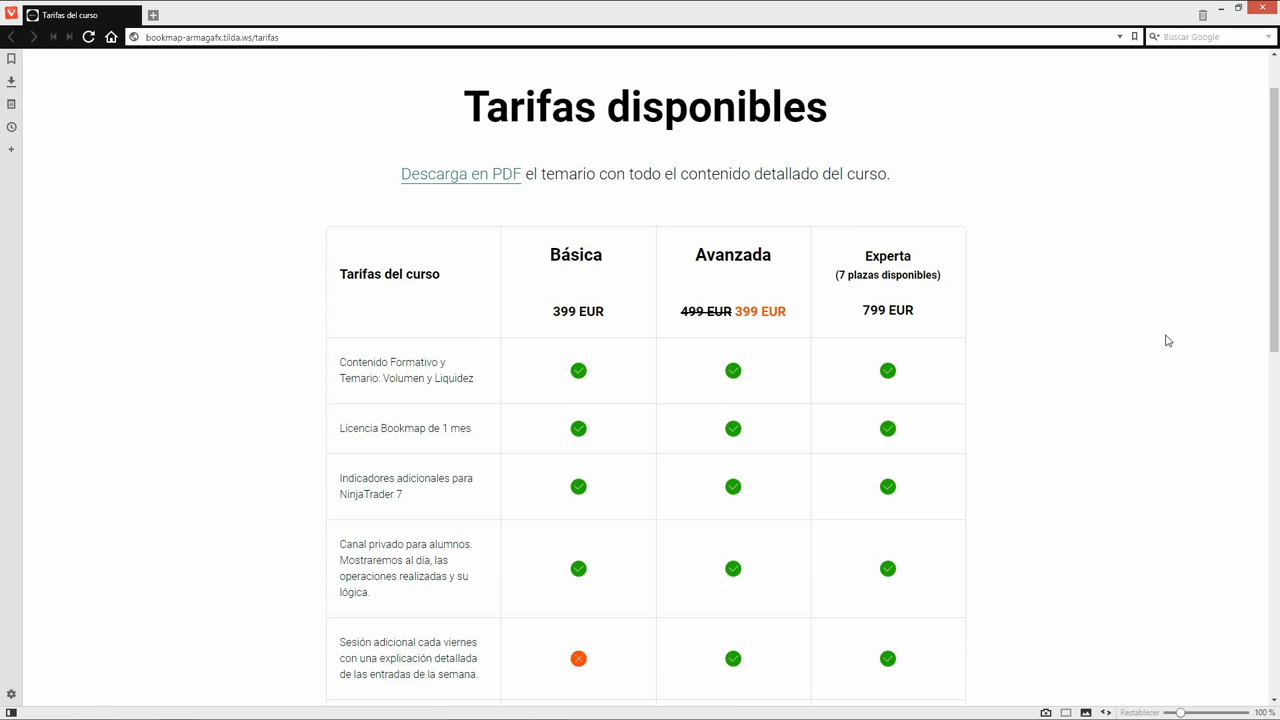 Tarifas del curso
bookmap-armagafx.tilda.ws/tarifas
Buscar Google
Tarifas disponibles
Descarga en PDF el temario con todo el contenido detallado del curso.
Tarifas del curso
Básica
399 EUR
Avanzada
499 EUR 399 EUR
Experta
(7 plazas disponibles)
799 EUR
Contenido Formativo y
Temario: Volumen y Liquidez
Licencia Bookmap de 1 mes
Indicadores adicionales para
NinjaTrader 7
Canal privado para alumnos.
Mostraremos al día, las
operaciones realizadas y su
lógica.
Sesión adicional cada viernes
con una explicación detallada
de las entradas de la semana.
Restablecer
100 %